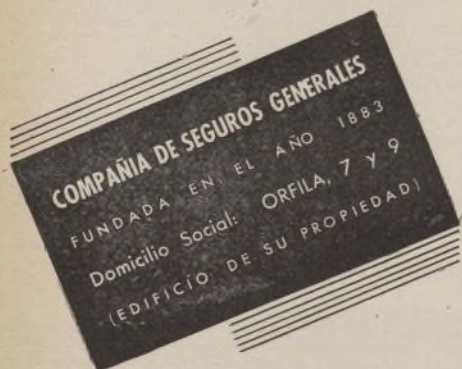 COMPAÑIA DE SEGUROS GENERALES
FUNDADA EN EL AÑO 1883
Domicilio Social: ORFILA, 7 Y 9
(EDIFICIO DE SU PROPIEDAD)